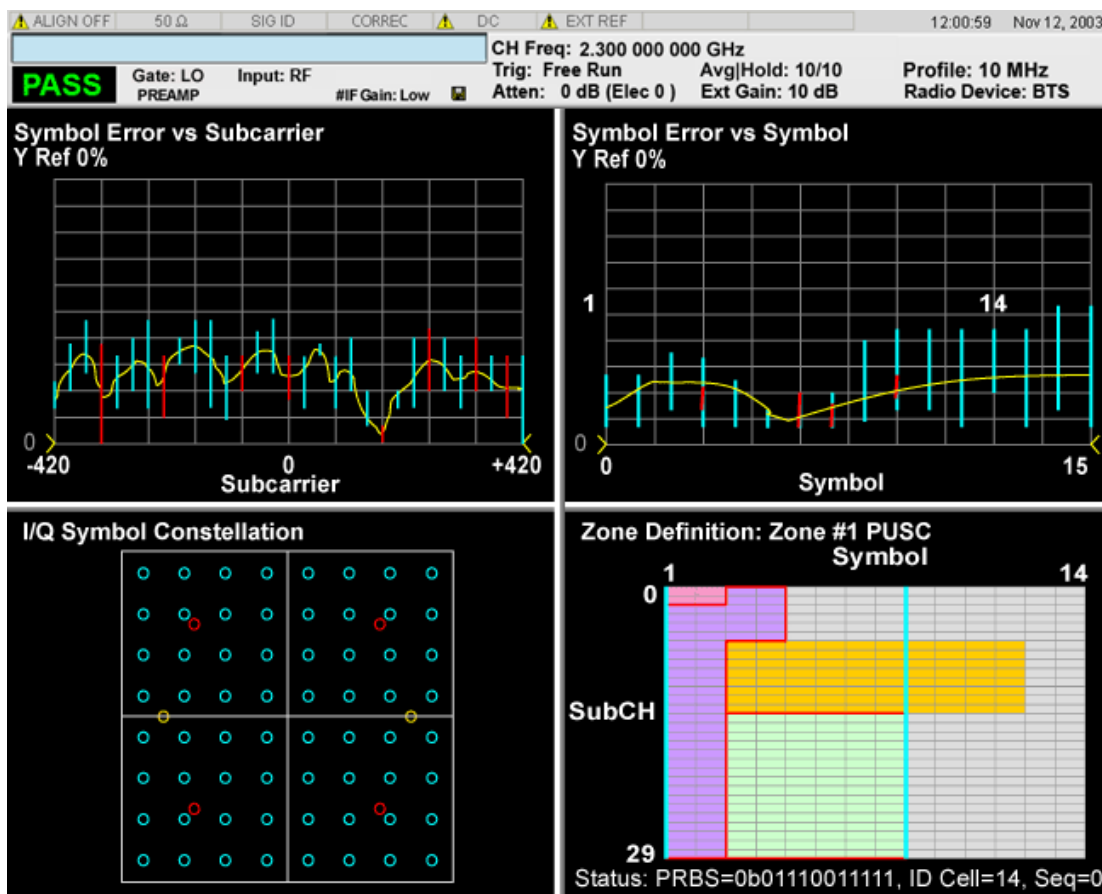 ALIGN OFF 50 Ω SIG ID CORREC DC EXT REF 12:00:59 Nov 12, 2003
CH Freq: 2.300 000 000 GHz
PASS Gate: LO Input: RF Trig: Free Run Avg|Hold: 10/10 Profile: 10 MHz
PREAMP #IF Gain: Low Atten: 0 dB (Elec 0 ) Ext Gain: 10 dB Radio Device: BTS
Symbol Error vs Subcarrier
Y Ref 0%
0
-420 0 +420
Subcarrier
Symbol Error vs Symbol
Y Ref 0%
1
14
0
0 15
Symbol
I/Q Symbol Constellation
Zone Definition: Zone #1 PUSC
Symbol
1 14
0
SubCH
29
Status: PRBS=0b01110011111, ID Cell=14, Seq=0